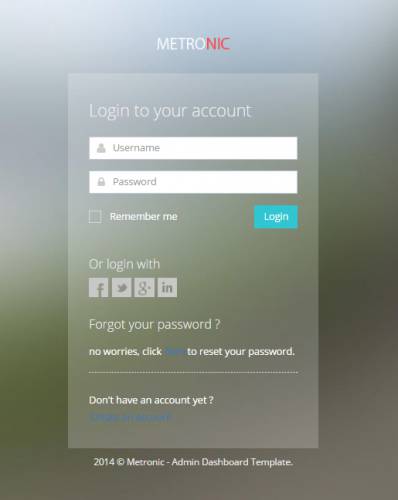 METRONIC
Login to your account
Username
Password
Remember me
Login
Or login with
f
g+
in
Forgot your password ?
no worries, click here to reset your password.
Don't have an account yet ?
Create an account
2014 © Metronic - Admin Dashboard Template.